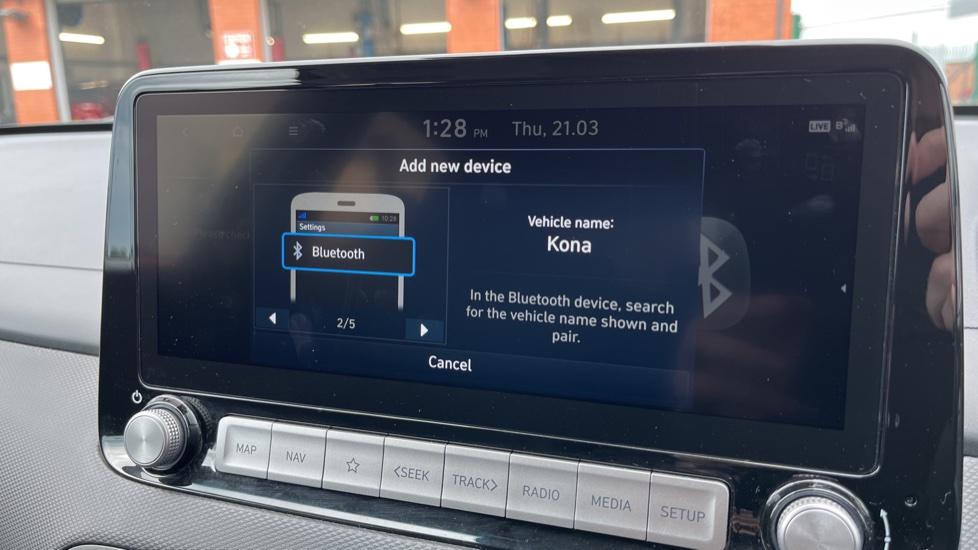 1:28 PM Thu, 21.03
LIVE
Add new device
10:28
Settings
Bluetooth
2/5
Vehicle name:
Kona
In the Bluetooth device, search
for the vehicle name shown and
pair.
Please check
Cancel
MAP
NAV
<SEEK
TRACK>
RADIO
MEDIA
SETUP